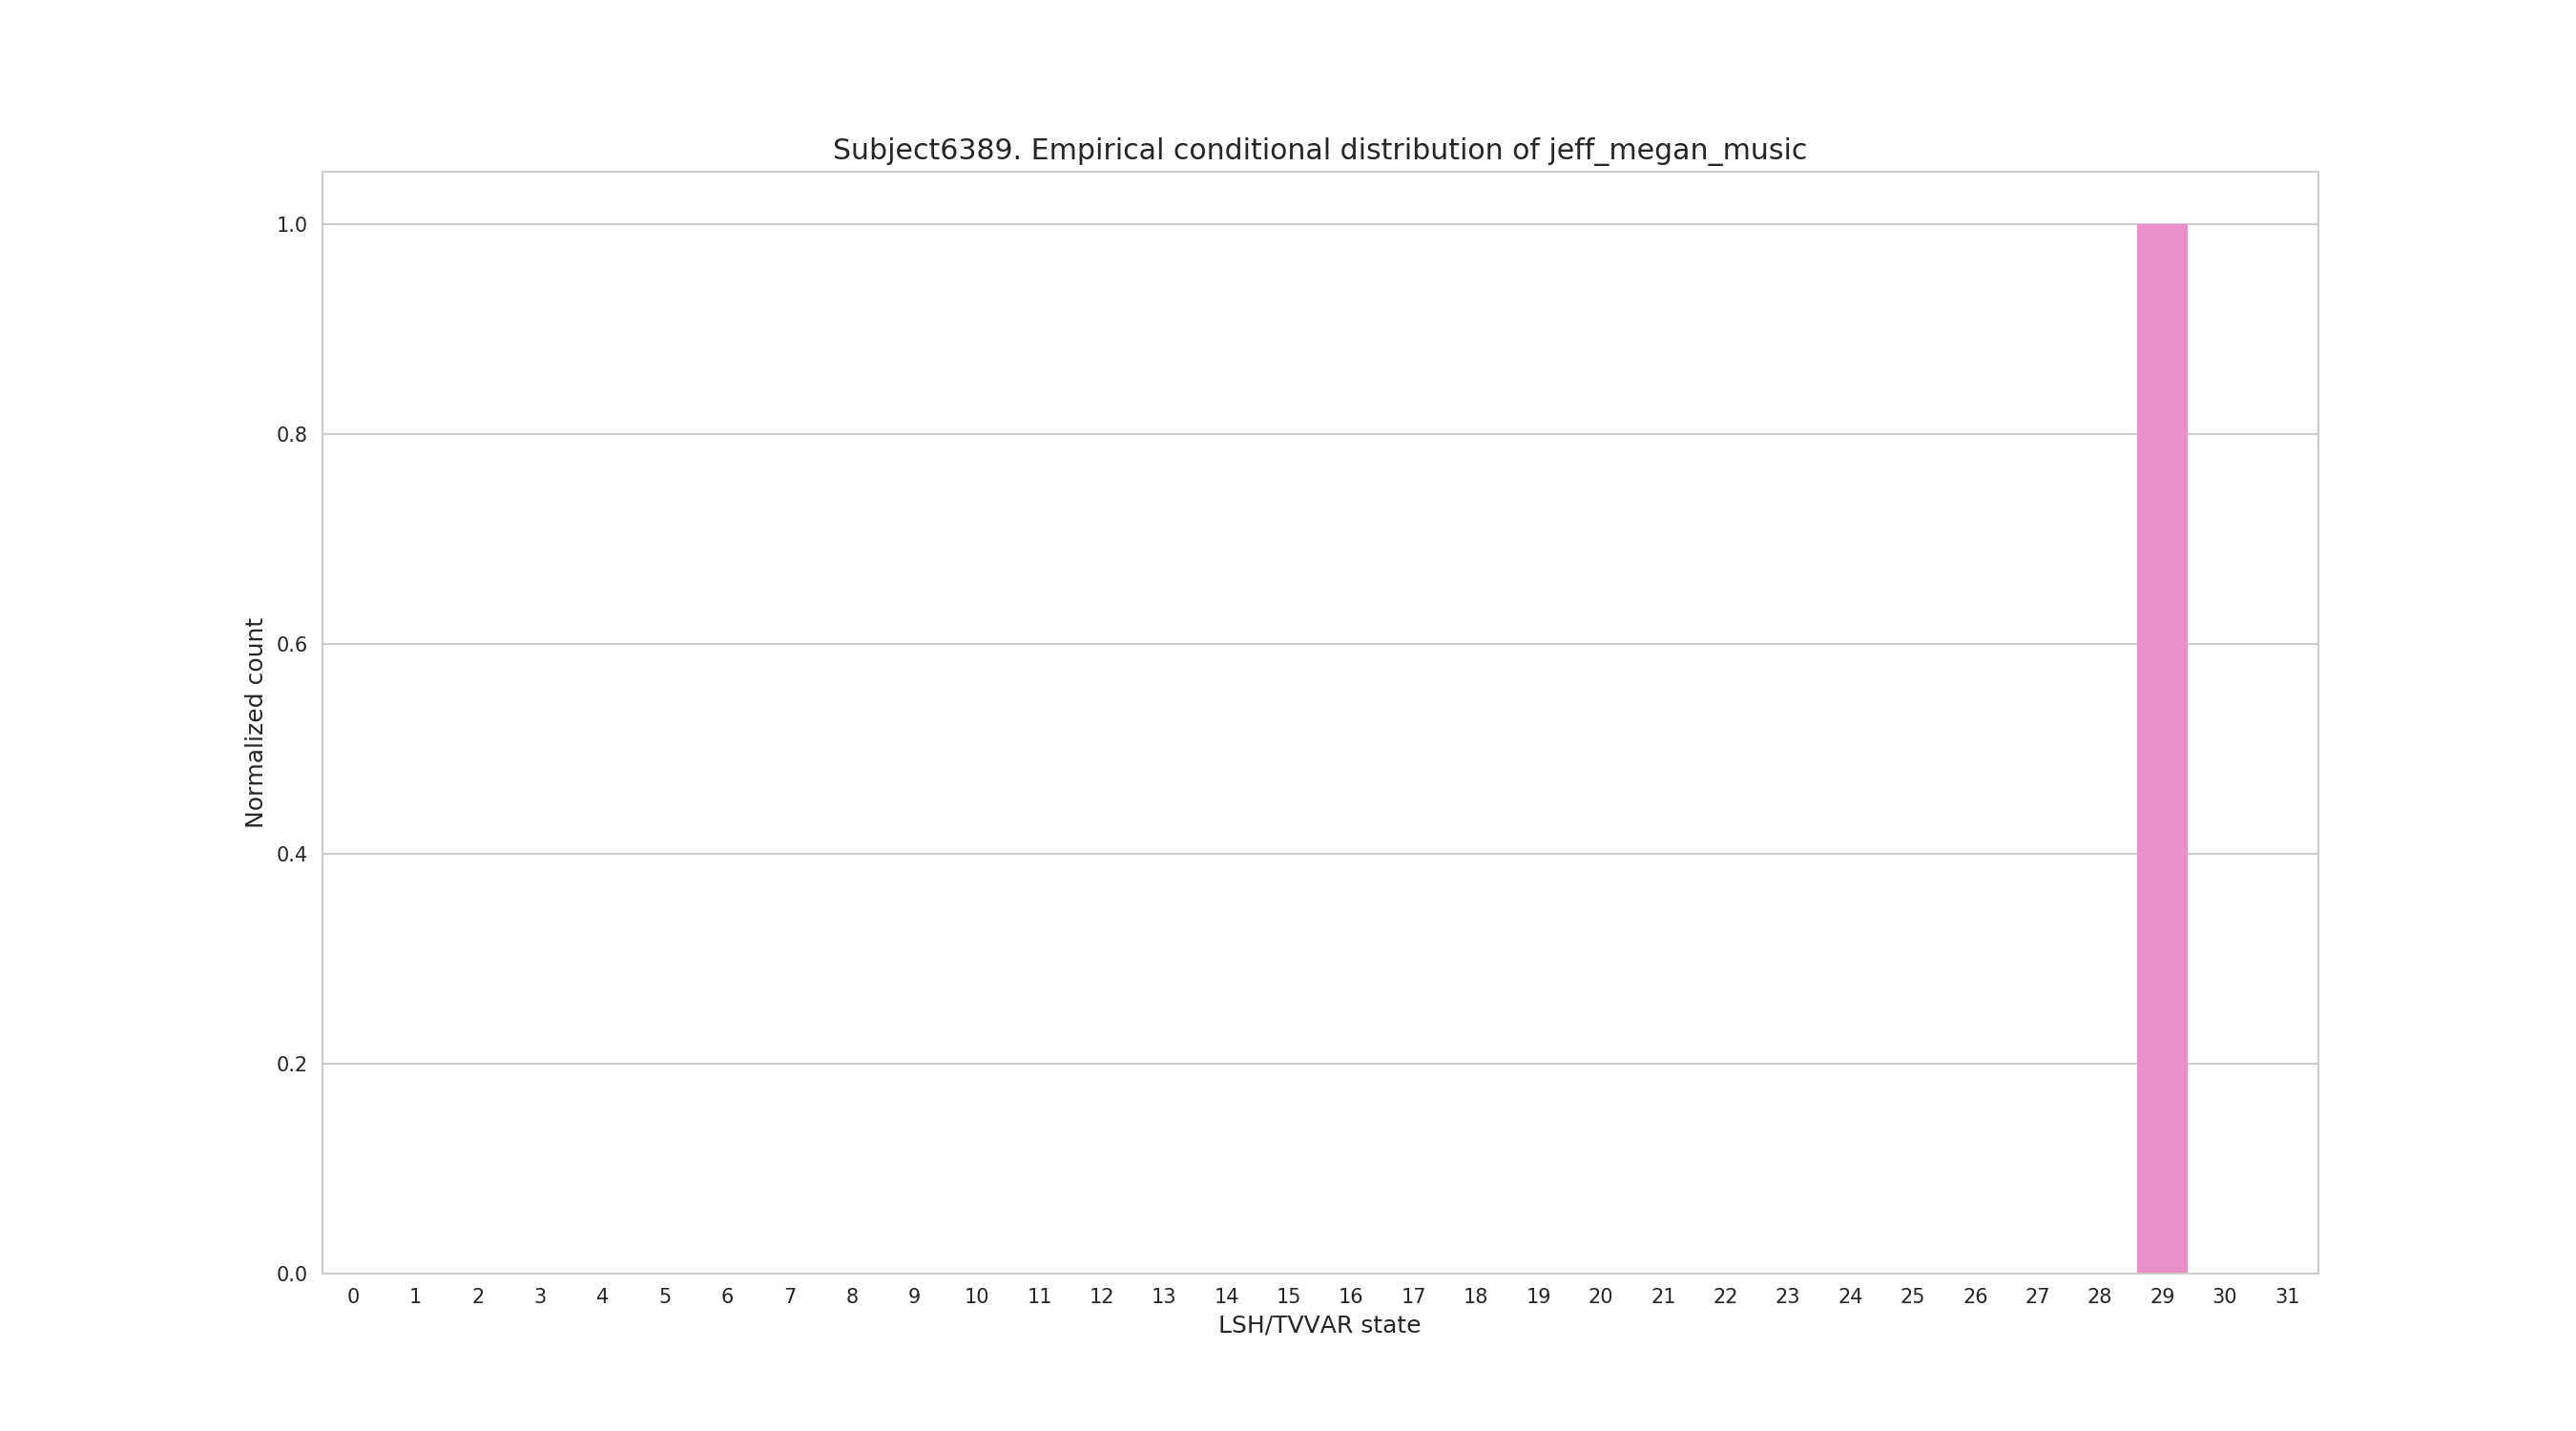 Subject6389. Empirical conditional distribution of jeff_megan_music
1.0
0.8
0.6
0.4
0.2
0.0
Normalized count
0 1 2 3 4 5 6 7 8 9 10 11 12 13 14 15 16 17 18 19 20 21 22 23 24 25 26 27 28 29 30 31
LSH/TVVAR state